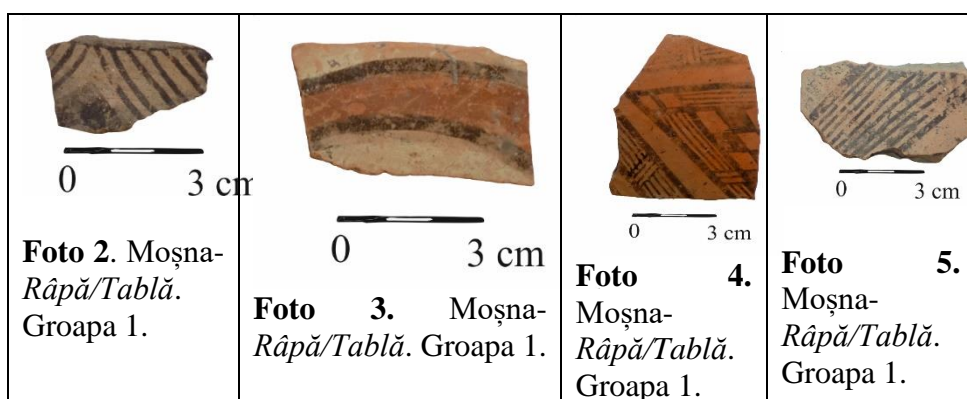 0 3 cm
Foto 2. Moșna-
Râpă/Tablă.
Groapa 1.
0 3 cm
Foto 3. Moșna-
Râpă/Tablă. Groapa 1.
0 3 cm
Foto 4.
Moșna-
Râpă/Tablă.
Groapa 1.
0 3 cm
Foto 5.
Moșna-
Râpă/Tablă.
Groapa 1.